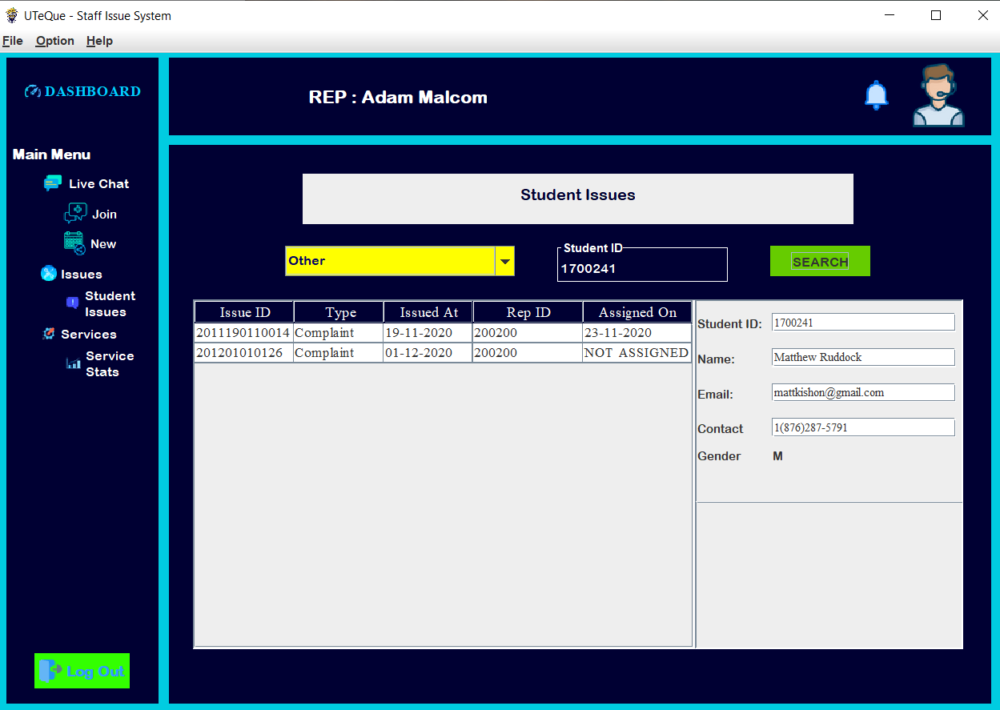 UTeQue - Staff Issue System
File Option Help
DASHBOARD
REP : Adam Malcom
Main Menu
Live Chat
Join
New
Issues
Student
Issues
Services
Service
Stats
Log Out
Student Issues
Other
Student ID
1700241
SEARCH
Issue ID Type Issued At Rep ID Assigned On
2011190110014 Complaint 19-11-2020 200200 23-11-2020
201201010126 Complaint 01-12-2020 200200 NOT ASSIGNED
Student ID: 1700241
Name: Matthew Ruddock
Email: mattkishon@gmail.com
Contact 1(876)287-5791
Gender M